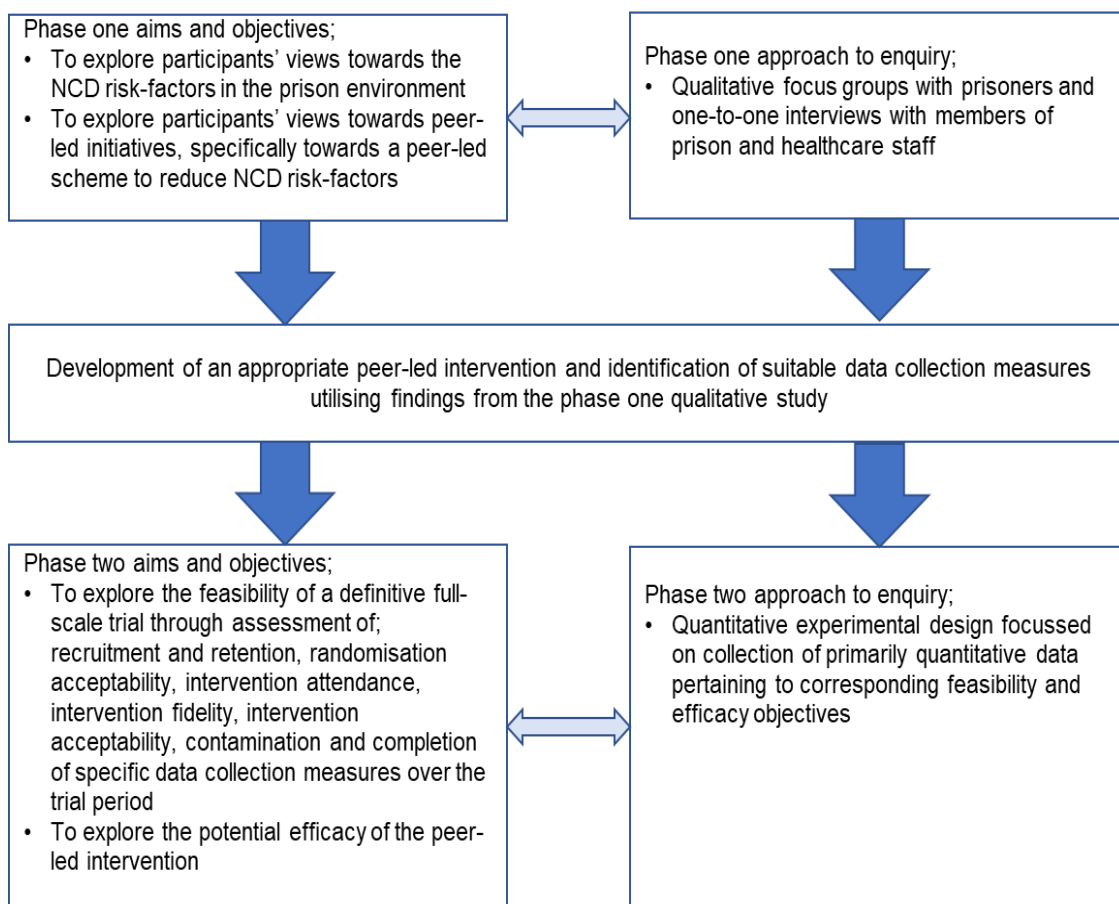 Phase one aims and objectives;
• To explore participants’ views towards the
NCD risk-factors in the prison environment
• To explore participants’ views towards peer-
led initiatives, specifically towards a peer-led
scheme to reduce NCD risk-factors
Phase one approach to enquiry;
• Qualitative focus groups with prisoners and
one-to-one interviews with members of
prison and healthcare staff
Development of an appropriate peer-led intervention and identification of suitable data collection measures
utilising findings from the phase one qualitative study
Phase two aims and objectives;
• To explore the feasibility of a definitive full-
scale trial through assessment of;
recruitment and retention, randomisation
acceptability, intervention attendance,
intervention fidelity, intervention
acceptability, contamination and completion
of specific data collection measures over the
trial period
• To explore the potential efficacy of the peer-
led intervention
Phase two approach to enquiry;
• Quantitative experimental design focussed
on collection of primarily quantitative data
pertaining to corresponding feasibility and
efficacy objectives